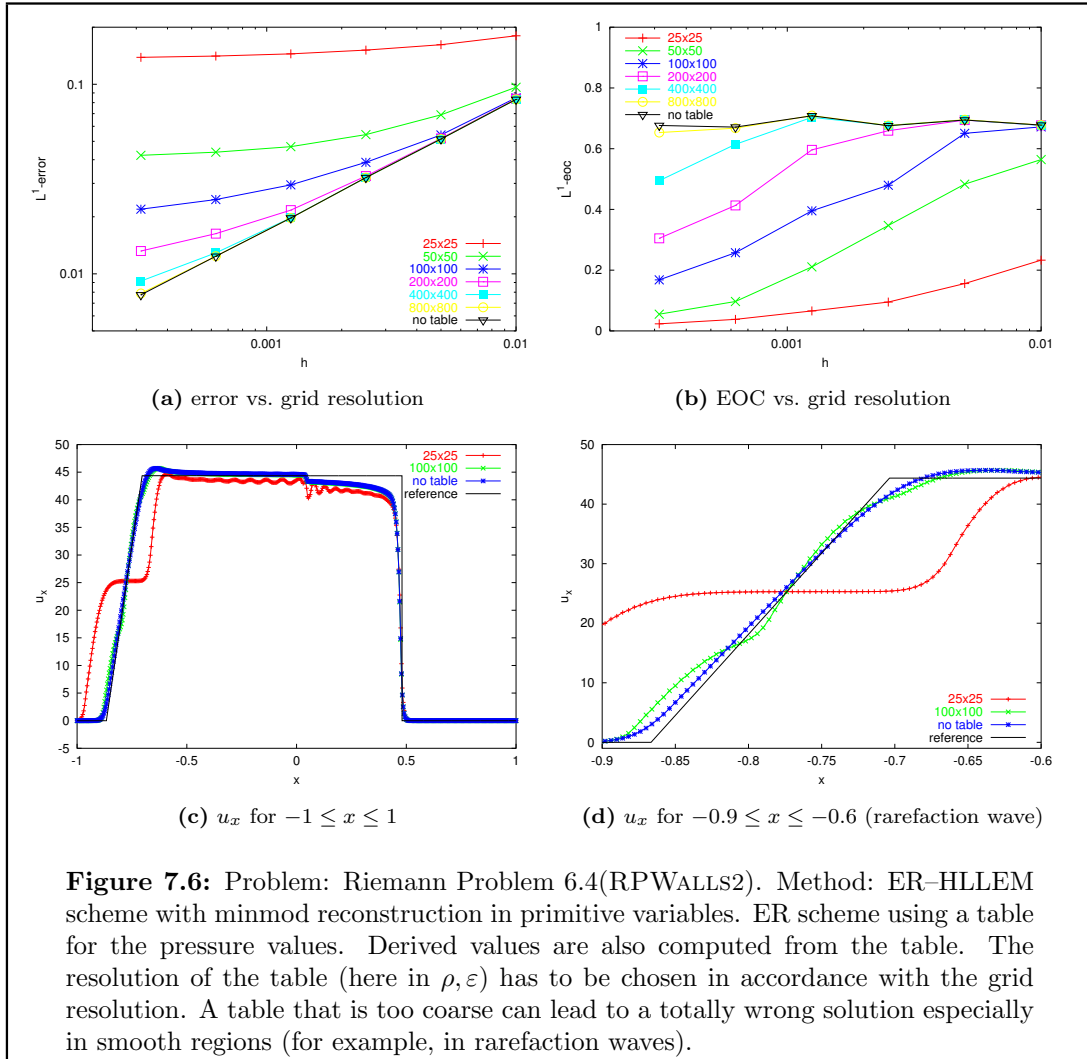 0.1
0.01
L¹-error
0.001
0.01
h
25x25
50x50
100x100
200x200
400x400
800x800
no table
(a) error vs. grid resolution
1
0.8
0.6
0.4
0.2
0
L¹-eoc
0.001
0.01
h
25x25
50x50
100x100
200x200
400x400
800x800
no table
(b) EOC vs. grid resolution
50
45
40
35
30
25
20
15
10
5
0
-5
u_x
-1
-0.5
0
0.5
1
x
25x25
100x100
no table
reference
(c) u_x for −1 ≤ x ≤ 1
50
40
30
20
10
0
u_x
-0.9
-0.85
-0.8
-0.75
-0.7
-0.65
-0.6
x
25x25
100x100
no table
reference
(d) u_x for −0.9 ≤ x ≤ −0.6 (rarefaction wave)
Figure 7.6: Problem: Riemann Problem 6.4(RPWALLS2). Method: ER–HLLEM
scheme with minmod reconstruction in primitive variables. ER scheme using a table
for the pressure values. Derived values are also computed from the table. The
resolution of the table (here in ρ, ε) has to be chosen in accordance with the grid
resolution. A table that is too coarse can lead to a totally wrong solution especially
in smooth regions (for example, in rarefaction waves).